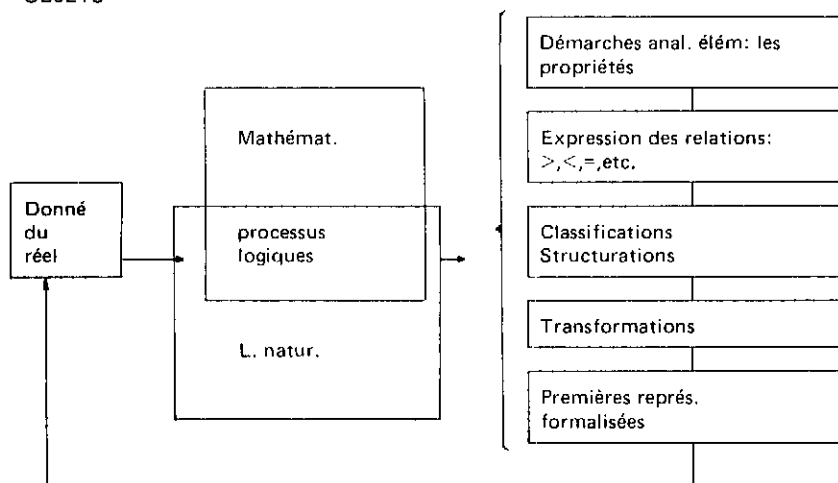 Donné
du
réel
Mathémat.
processus
logiques
L. natur.
Démarches anal. élém: les
propriétés
Expression des relations:
>,<,=,etc.
Classifications
Structurations
Transformations
Premières représ.
formalisées